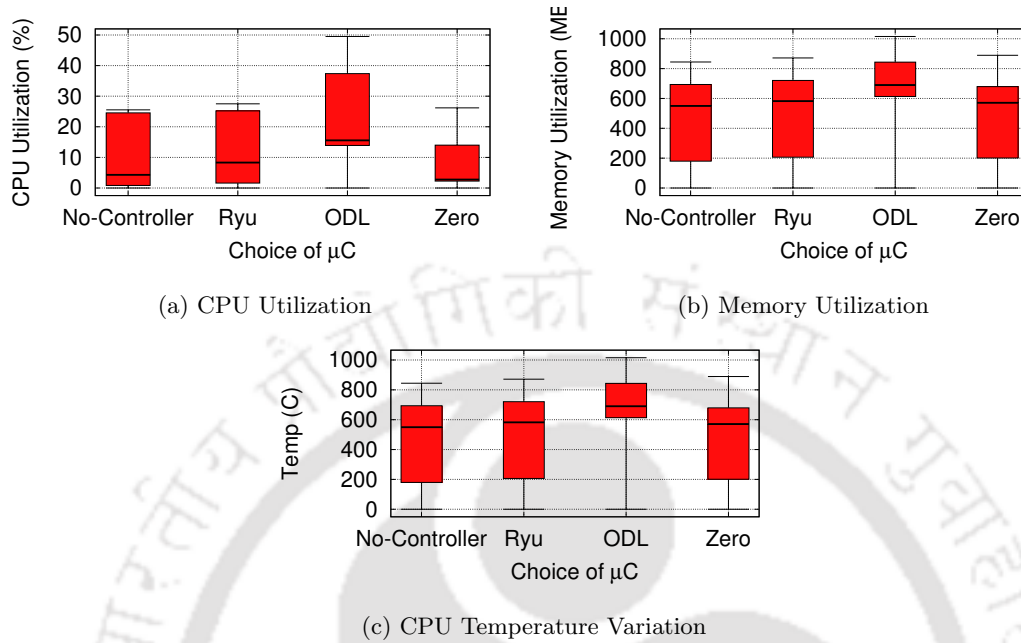 50
40
30
20
10
0
CPU Utilization (%)
No-Controller Ryu ODL Zero
Choice of μC
(a) CPU Utilization
1000
800
600
400
200
0
Memory Utilization (ME
No-Controller Ryu ODL Zero
Choice of μC
(b) Memory Utilization
1000
800
600
400
200
0
Temp (C)
No-Controller Ryu ODL Zero
Choice of μC
(c) CPU Temperature Variation